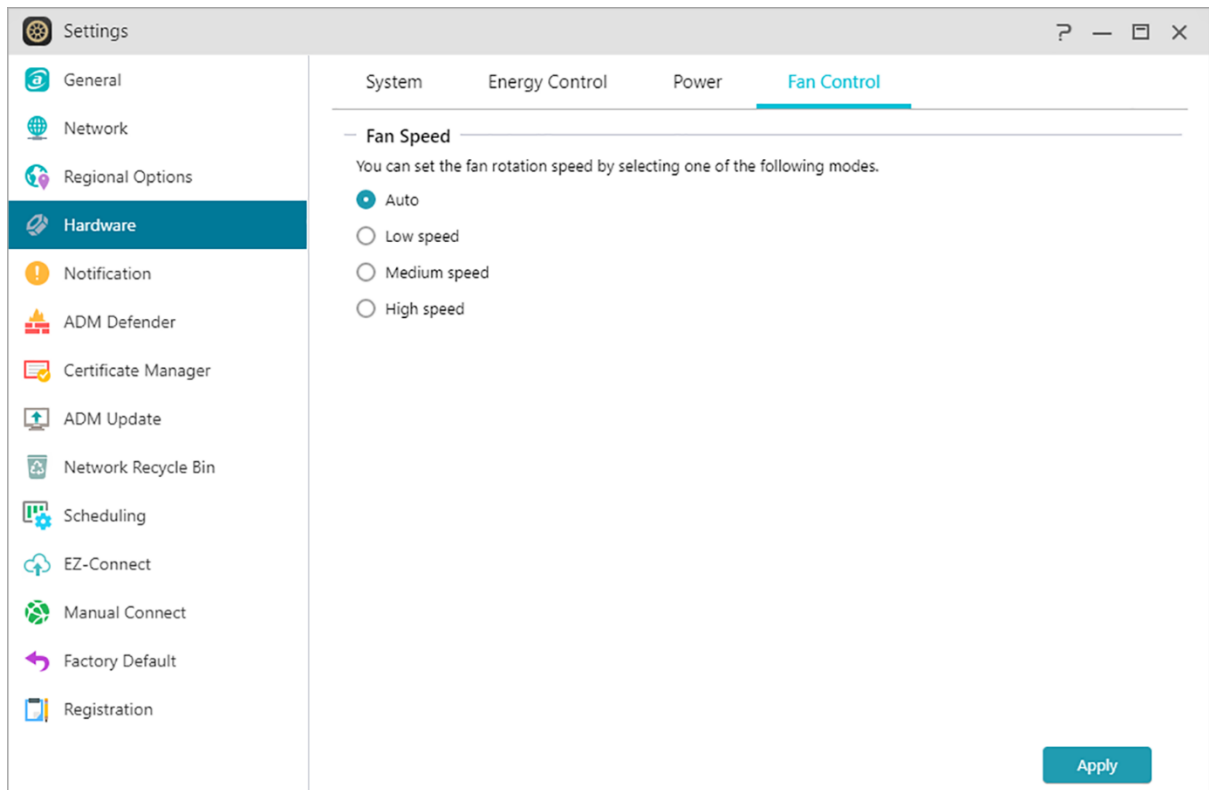 Settings
General
Network
Regional Options
Hardware
Notification
ADM Defender
Certificate Manager
ADM Update
Network Recycle Bin
Scheduling
EZ-Connect
Manual Connect
Factory Default
Registration
System Energy Control Power Fan Control
Fan Speed
You can set the fan rotation speed by selecting one of the following modes.
Auto
Low speed
Medium speed
High speed
Apply